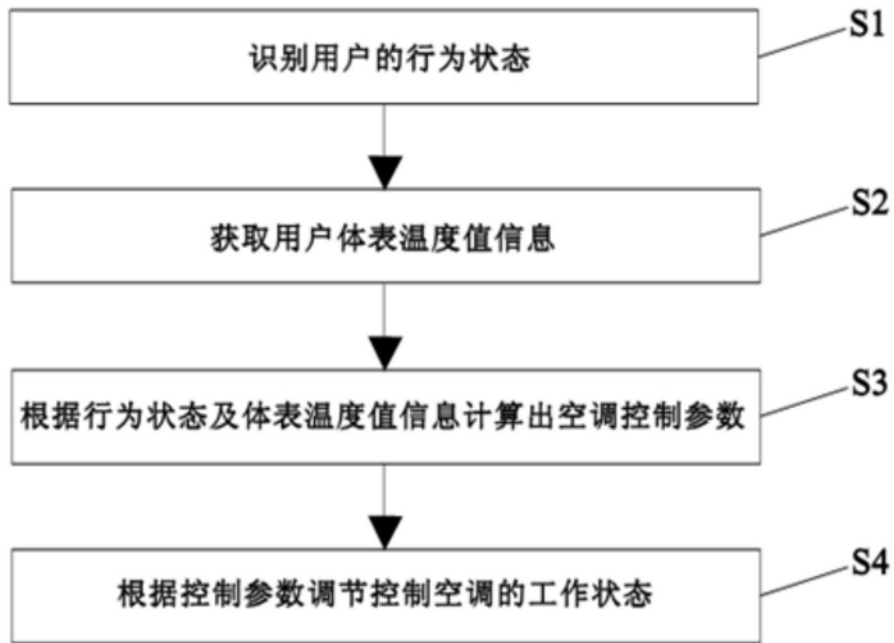 S1
识别用户的行为状态
S2
获取用户体表温度值信息
S3
根据行为状态及体表温度值信息计算出空调控制参数
S4
根据控制参数调节控制空调的工作状态